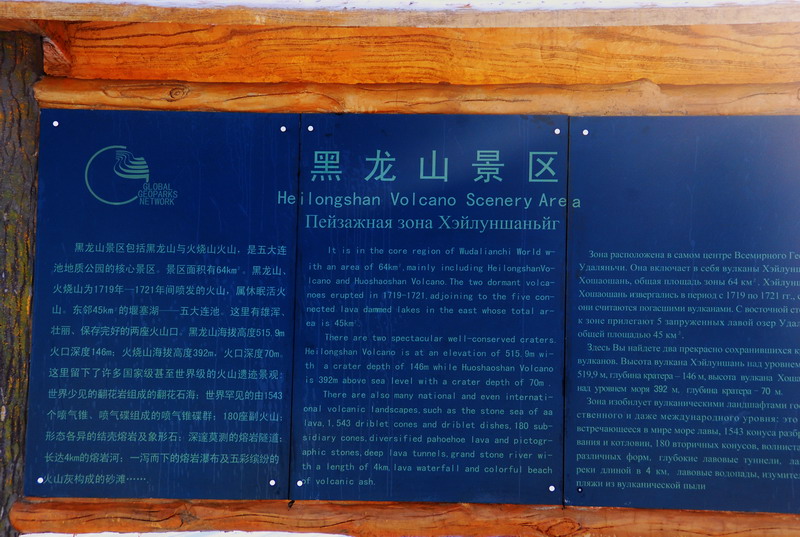 GLOBAL
GEOPARKS
NETWORK
黑龙山景区
Heilongshan Volcano Scenery Area
Пейзажная зона Хэйлуншаньйг
黑龙山景区包括黑龙山与火烧山火山，是五大连
池地质公园的核心景区。景区面积有64k㎡。黑龙山、
火烧山为1719年—1721年间喷发的火山，属休眠活火
山。东邻45k㎡的堰塞湖——五大连池。这里有雄浑、
壮丽、保存完好的两座火山口。黑龙山海拔高度515.9m
火口深度146m；火烧山海拔高度392m，火口深度70m。
这里留下了许多国家级甚至世界级的火山遗迹景观：
世界少见的翻花岩组成的翻花石海；世界罕见的由1543
个喷气锥、喷气碟组成的喷气锥碟群；180座副火山；
形态各异的结壳熔岩及象形石；深邃莫测的熔岩隧道；
长达4km的熔岩河；一泻而下的熔岩瀑布及五彩缤纷的
火山灰构成的砂滩……
It is in the core region of Wudalianchi World w-
ith an area of 64km²,mainly including HeilongshanVo-
lcano and Huoshaoshan Volcano.The two dormant volca-
noes erupted in 1719-1721,adjoining to the five con-
nected lava dammed lakes in the east whose total ar-
ea is 45km².
There are two spectacular well-conserved craters.
Heilongshan Volcano is at an elevation of 515.9m wi-
th a crater depth of 146m while Huoshaoshan Volcano
is 392m above sea level with a crater depth of 70m .
There are also many national and even internati-
onal volcanic landscapes,such as the stone sea of aa
lava,1,543 driblet cones and driblet dishes,180 sub-
sidiary cones,diversified pahoehoe lava and pictogr-
aphic stones,deep lava tunnels,grand stone river wi-
th a length of 4km,lava waterfall and colorful beach
of volcanic ash.
Зона расположена в самом центре Всемирного Гео
Удаляньчи. Она включает в себя вулканы Хэйлунш
Хошаошань, общая площадь зоны 64 км². Хэйлун
Хошаошань извергались в период с 1719 по 1721 гг.,
они считаются погасшими вулканами. С восточной сто
к зоне прилегают 5 запруженных лавой озер Удал
общей площадью 45 км².
Здесь Вы найдете два прекрасно сохранившихся к
вулканов. Высота вулкана Хэйлуншань над уровнем
519,9 м, глубина кратера – 146 м, высота вулкана Хоша
над уровнем моря 392 м. глубина кратера – 70 м.
Зона изобилует вулканическими ландшафтами гос
ственного и даже международного уровня: это
встречающееся в мире море лавы, 1543 конуса разбр
вания и котловин, 180 вторичных конусов, волнист
различных форм, глубокие лавовые туннели, ла
реки длиной в 4 км, лавовые водопады, изумител
пляжи из вулканической пыли